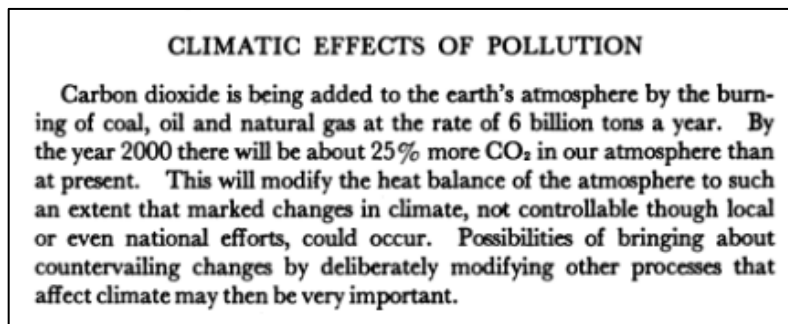 CLIMATIC EFFECTS OF POLLUTION
Carbon dioxide is being added to the earth's atmosphere by the burn-
ing of coal, oil and natural gas at the rate of 6 billion tons a year. By
the year 2000 there will be about 25% more CO₂ in our atmosphere than
at present. This will modify the heat balance of the atmosphere to such
an extent that marked changes in climate, not controllable though local
or even national efforts, could occur. Possibilities of bringing about
countervailing changes by deliberately modifying other processes that
affect climate may then be very important.